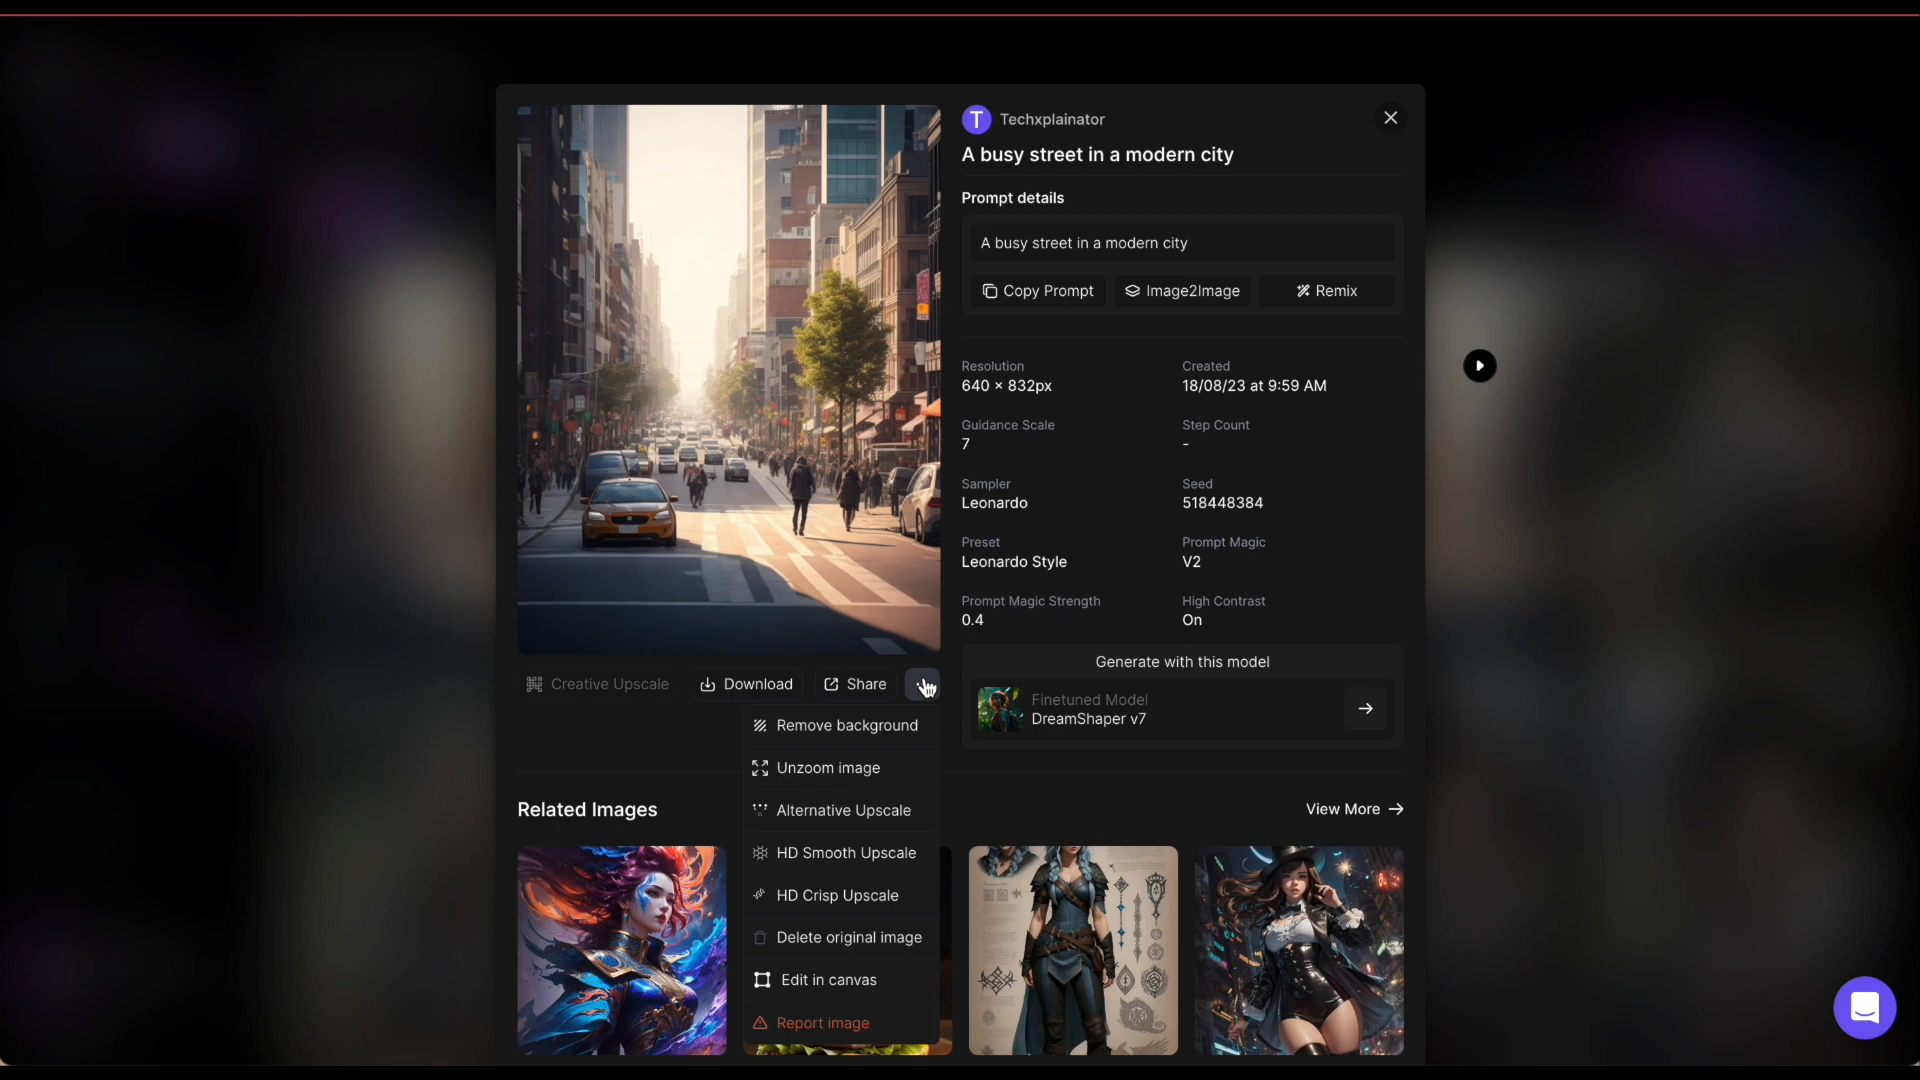 T Techxplainator
A busy street in a modern city
Prompt details
A busy street in a modern city
Copy Prompt
Image2Image
Remix
Resolution
640 × 832px
Created
18/08/23 at 9:59 AM
Guidance Scale
7
Step Count
-
Sampler
Leonardo
Seed
518448384
Preset
Leonardo Style
Prompt Magic
V2
Prompt Magic Strength
0.4
High Contrast
On
Generate with this model
Finetuned Model
DreamShaper v7
Creative Upscale
Download
Share
Remove background
Unzoom image
Alternative Upscale
HD Smooth Upscale
HD Crisp Upscale
Delete original image
Edit in canvas
Report image
Related Images
View More